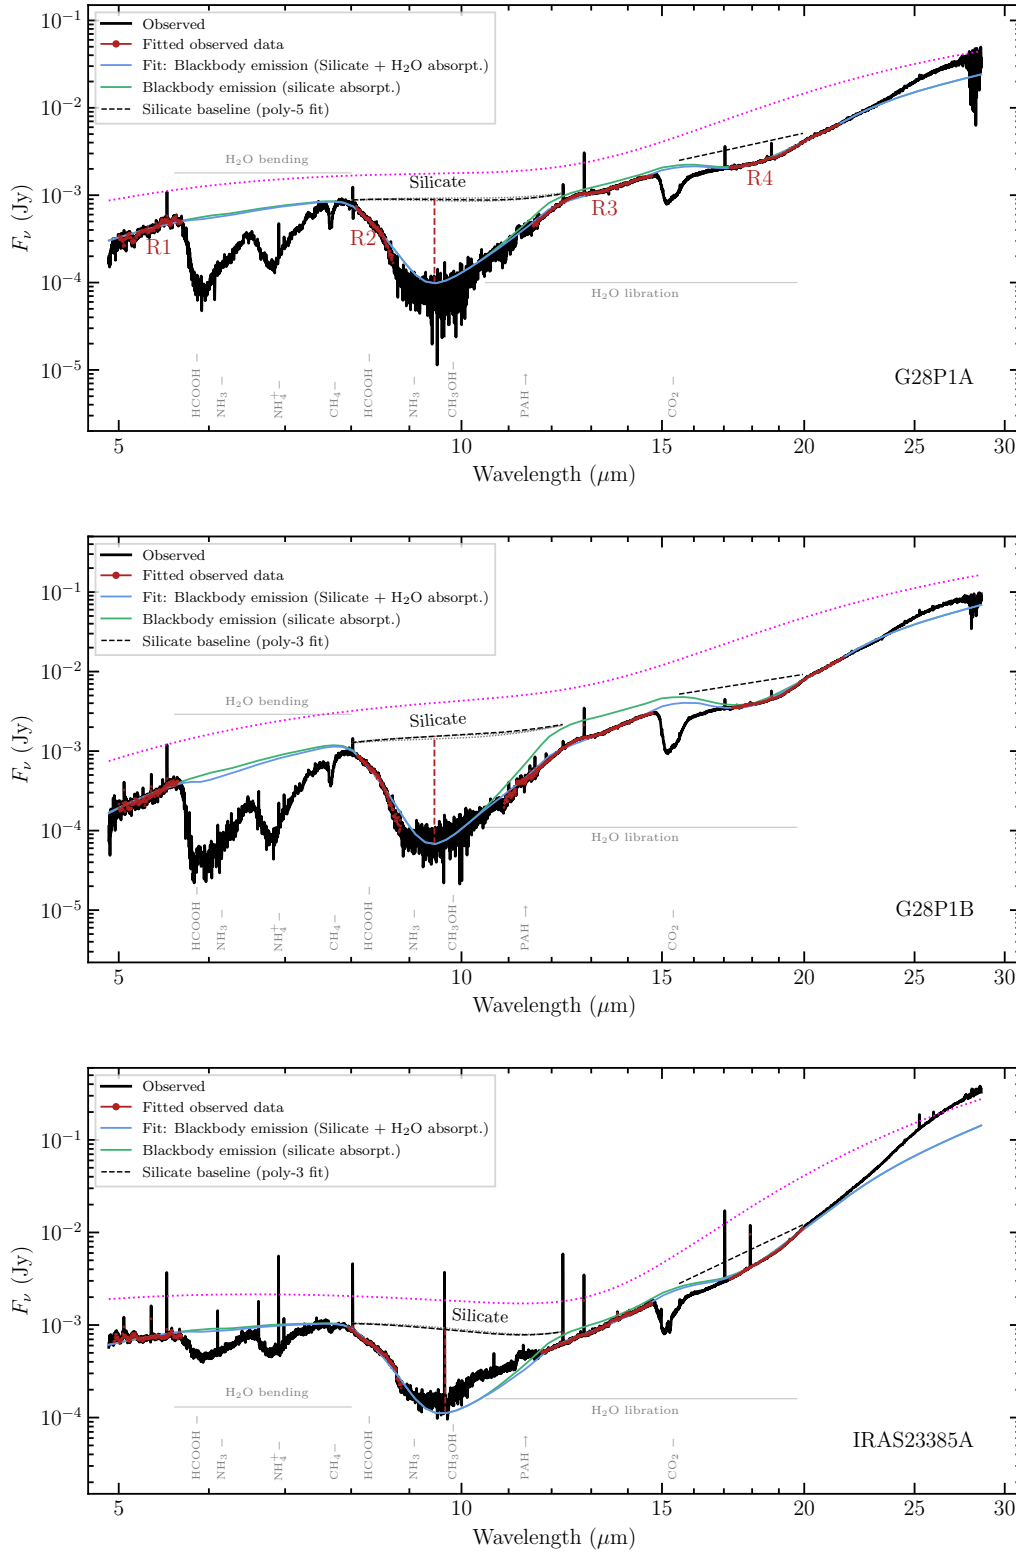 Observed
Fitted observed data
Fit: Blackbody emission (Silicate + H₂O absorpt.)
Blackbody emission (silicate absorpt.)
Silicate baseline (poly-5 fit)
H₂O bending
Silicate
R1
R2
R3
R4
H₂O libration
HCOOH −
NH3 −
NH₄⁺ −
CH4 −
HCOOH −
NH3 −
CH3OH −
PAH →
CO₂ −
G28P1A
10⁻¹
10⁻²
10⁻³
10⁻⁴
10⁻⁵
F_ν (Jy)
5 10 15 20 25 30
Wavelength (μm)
Observed
Fitted observed data
Fit: Blackbody emission (Silicate + H₂O absorpt.)
Blackbody emission (silicate absorpt.)
Silicate baseline (poly-3 fit)
H₂O bending
Silicate
H₂O libration
HCOOH −
NH3 −
NH₄⁺ −
CH4 −
HCOOH −
NH3 −
CH3OH −
PAH →
CO₂ −
G28P1B
10⁻¹
10⁻²
10⁻³
10⁻⁴
10⁻⁵
F_ν (Jy)
5 10 15 20 25 30
Wavelength (μm)
Observed
Fitted observed data
Fit: Blackbody emission (Silicate + H₂O absorpt.)
Blackbody emission (silicate absorpt.)
Silicate baseline (poly-3 fit)
Silicate
H₂O bending
H₂O libration
HCOOH −
NH3 −
NH₄⁺ −
CH4 −
HCOOH −
NH3 −
CH3OH −
PAH →
CO₂ −
IRAS23385A
10⁻¹
10⁻²
10⁻³
10⁻⁴
F_ν (Jy)
5 10 15 20 25 30
Wavelength (μm)